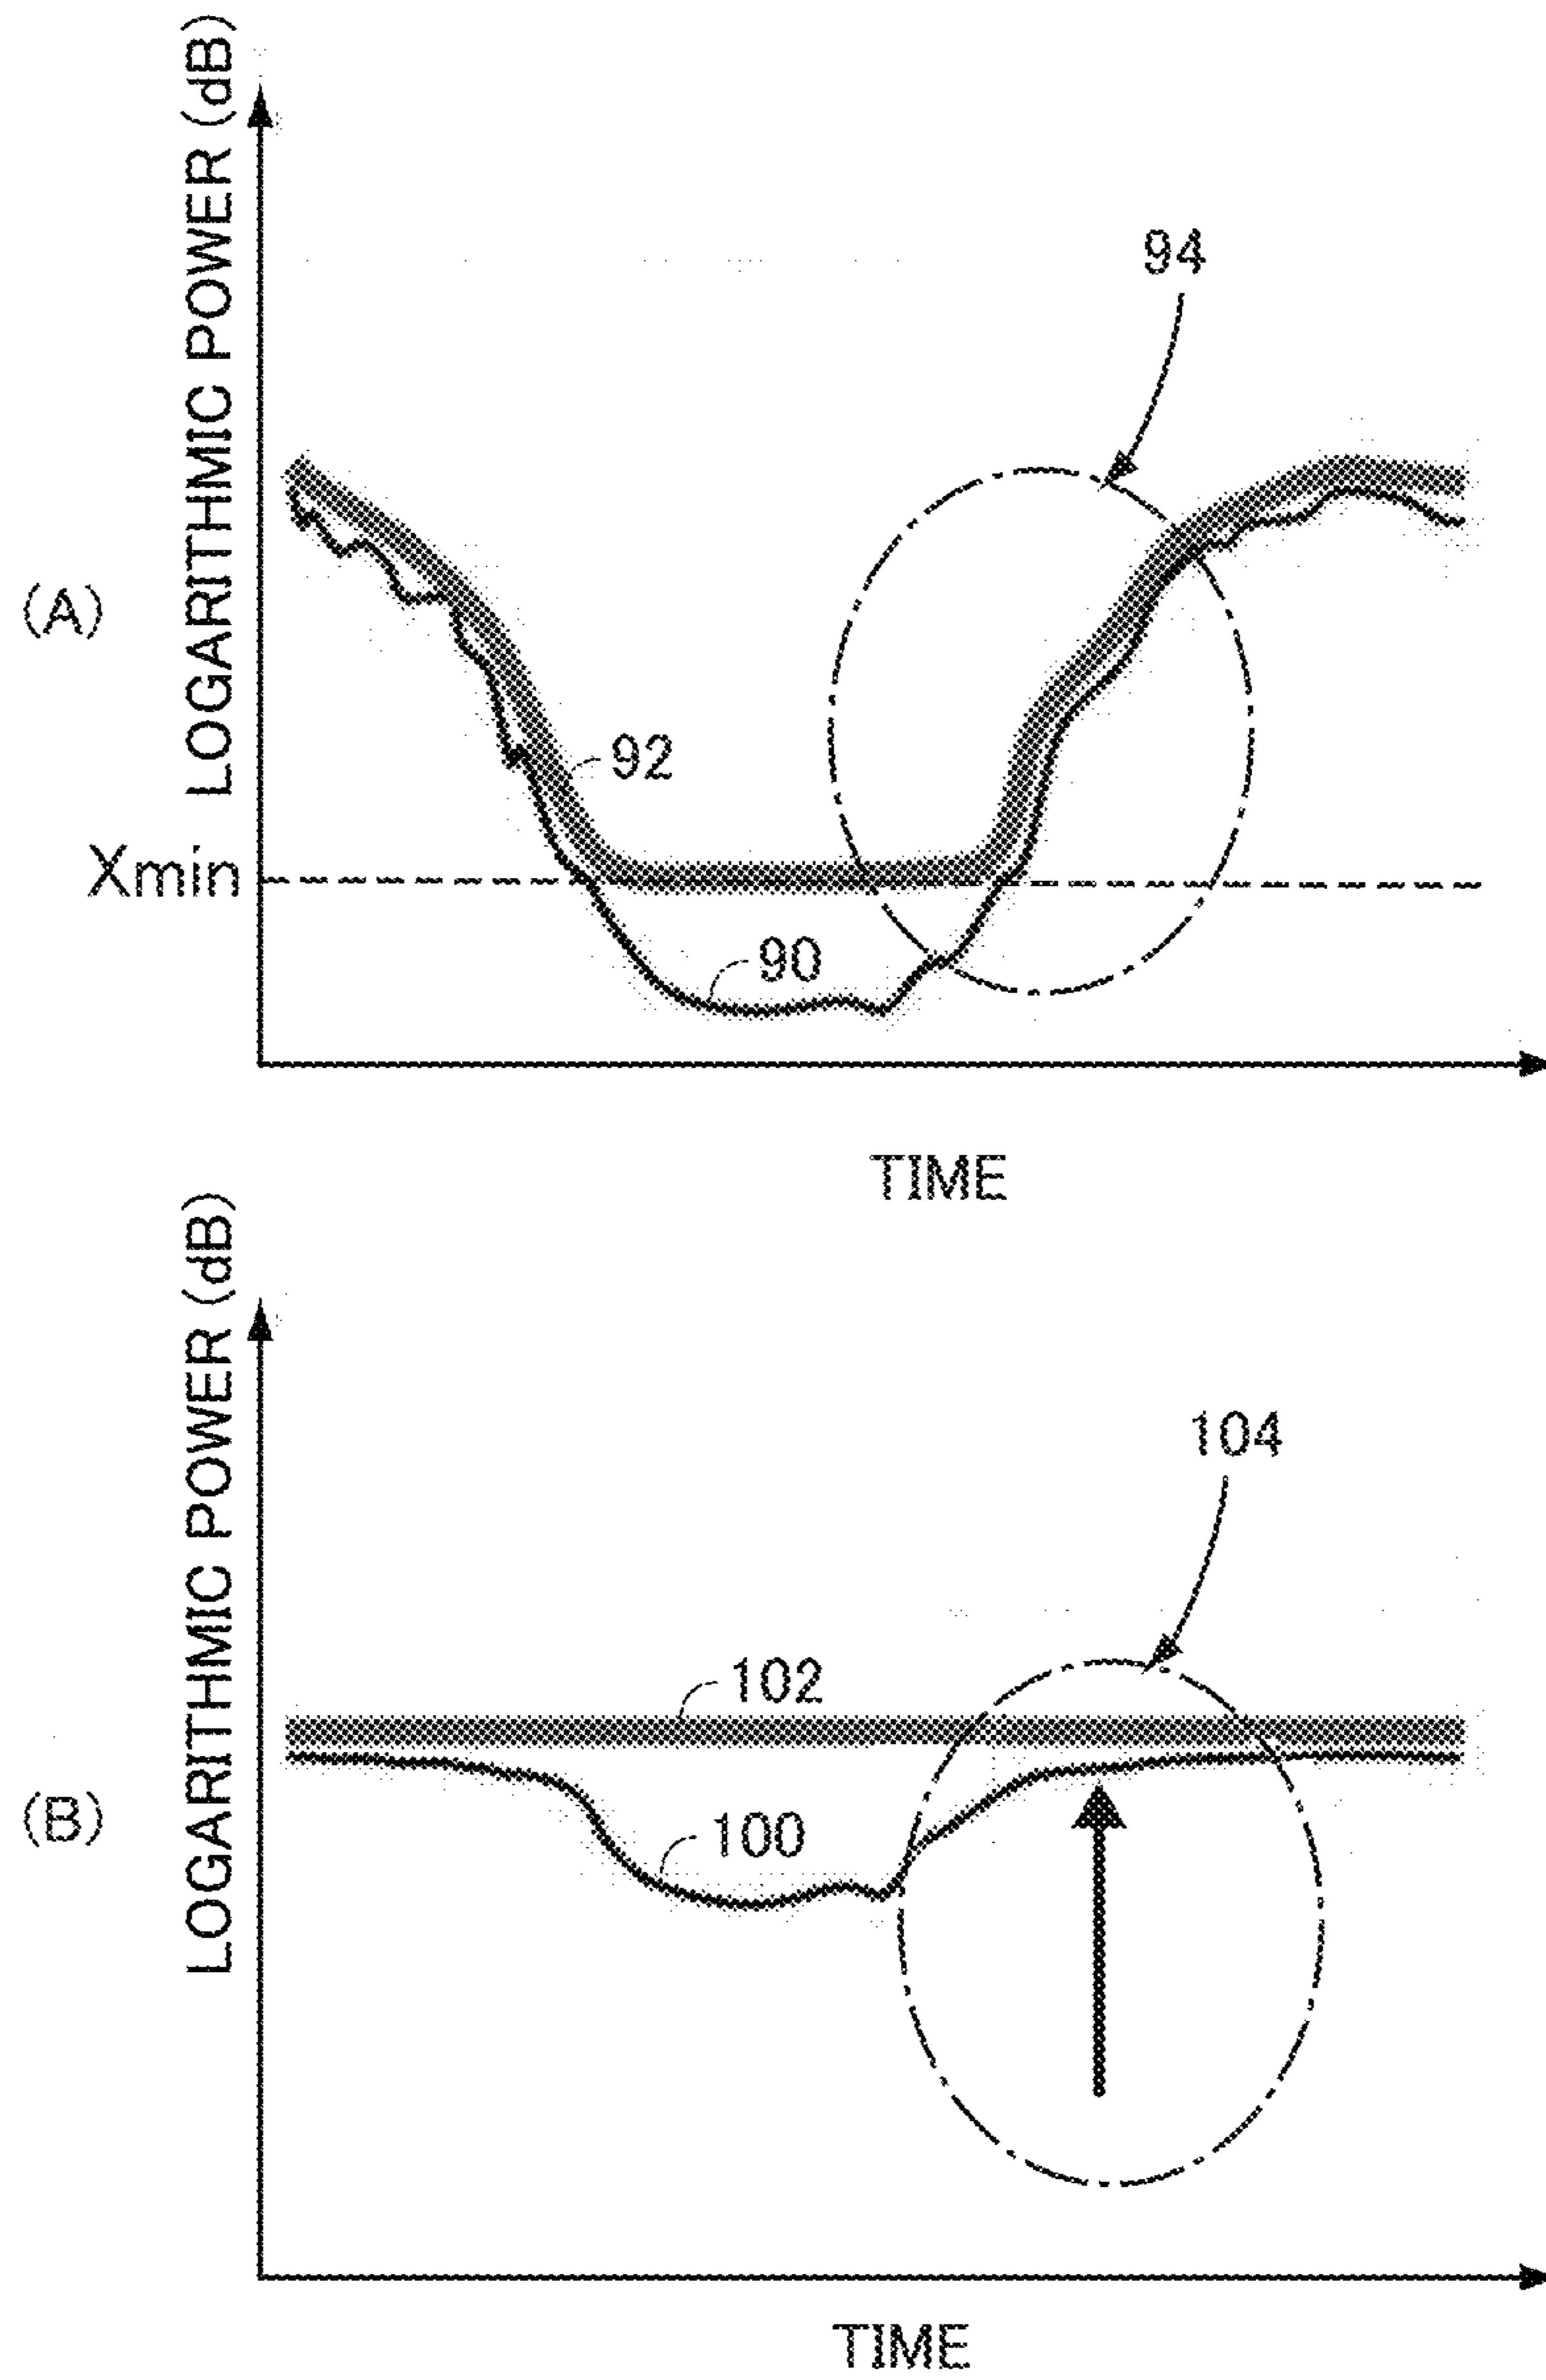 LOGARITHMIC POWER (dB)
94
(A)
92
Xmin
90
TIME
LOGARITHMIC POWER (dB)
104
102
(B)
100
TIME